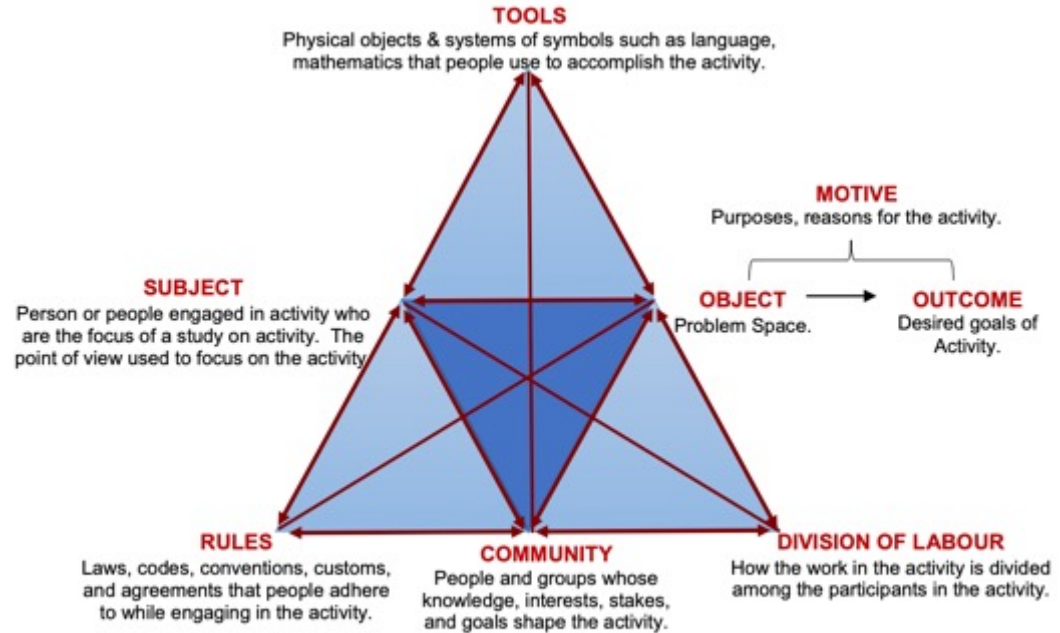 TOOLS
Physical objects & systems of symbols such as language,
mathematics that people use to accomplish the activity.
MOTIVE
Purposes, reasons for the activity.
SUBJECT
Person or people engaged in activity who
are the focus of a study on activity. The
point of view used to focus on the activity
OBJECT
Problem Space.
OUTCOME
Desired goals of
Activity.
RULES
Laws, codes, conventions, customs,
and agreements that people adhere
to while engaging in the activity.
COMMUNITY
People and groups whose
knowledge, interests, stakes,
and goals shape the activity.
DIVISION OF LABOUR
How the work in the activity is divided
among the participants in the activity.